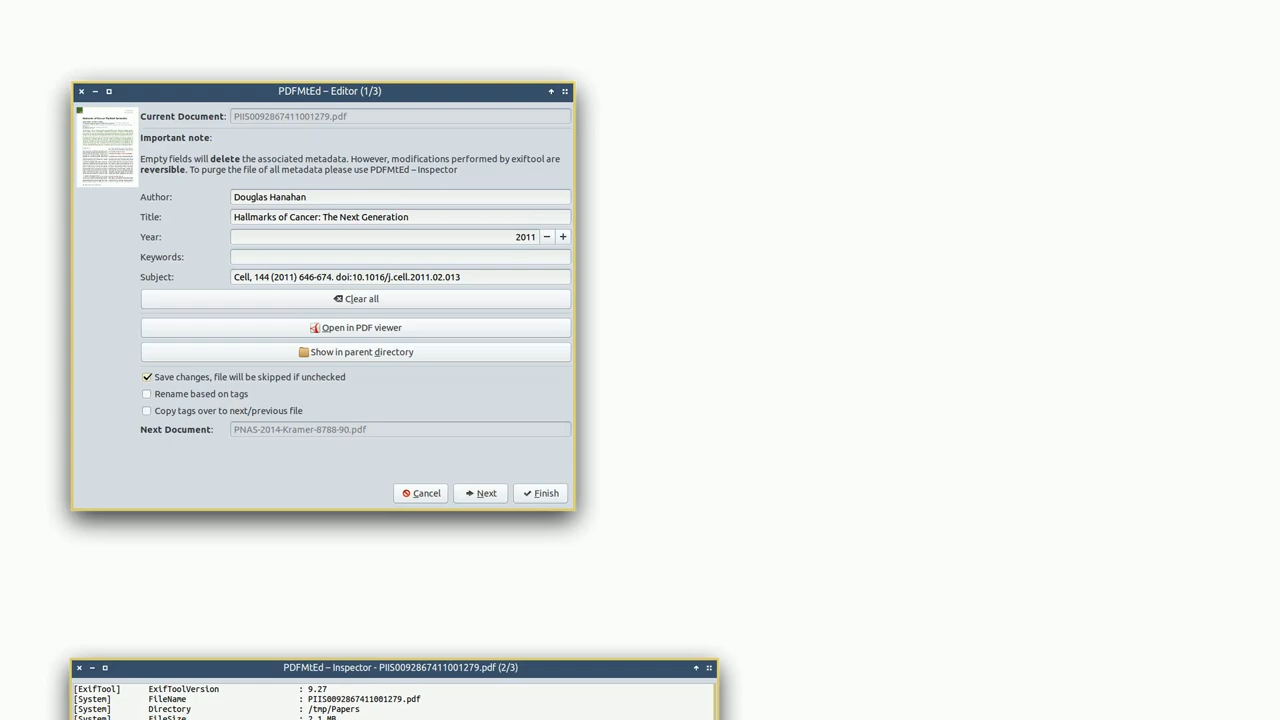 PDFMtEd – Editor (1/3)
Current Document: PIIS0092867411001279.pdf
Important note:
Empty fields will delete the associated metadata. However, modifications performed by exiftool are
reversible. To purge the file of all metadata please use PDFMtEd – Inspector
Author: Douglas Hanahan
Title: Hallmarks of Cancer: The Next Generation
Year: 2011
Keywords:
Subject: Cell, 144 (2011) 646-674. doi:10.1016/j.cell.2011.02.013
Clear all
Open in PDF viewer
Show in parent directory
Save changes, file will be skipped if unchecked
Rename based on tags
Copy tags over to next/previous file
Next Document: PNAS-2014-Kramer-8788-90.pdf
Cancel Next Finish
PDFMtEd – Inspector - PIIS0092867411001279.pdf (2/3)
[ExifTool] ExifToolVersion : 9.27
[System] FileName : PIIS0092867411001279.pdf
[System] Directory : /tmp/Papers
[System] FileSize : 2.1 MB